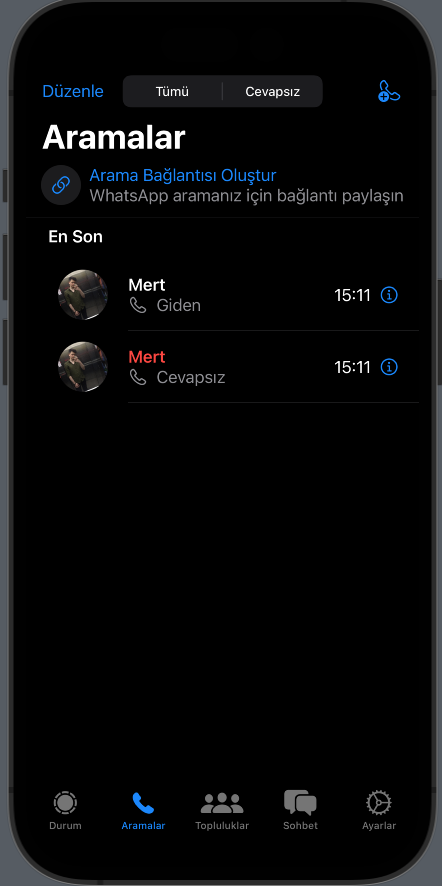 Düzenle
Tümü
Cevapsız
Aramalar
Arama Bağlantısı Oluştur
WhatsApp aramanız için bağlantı paylaşın
En Son
Mert
Giden
15:11
Mert
Cevapsız
15:11
Durum
Aramalar
Topluluklar
Sohbet
Ayarlar